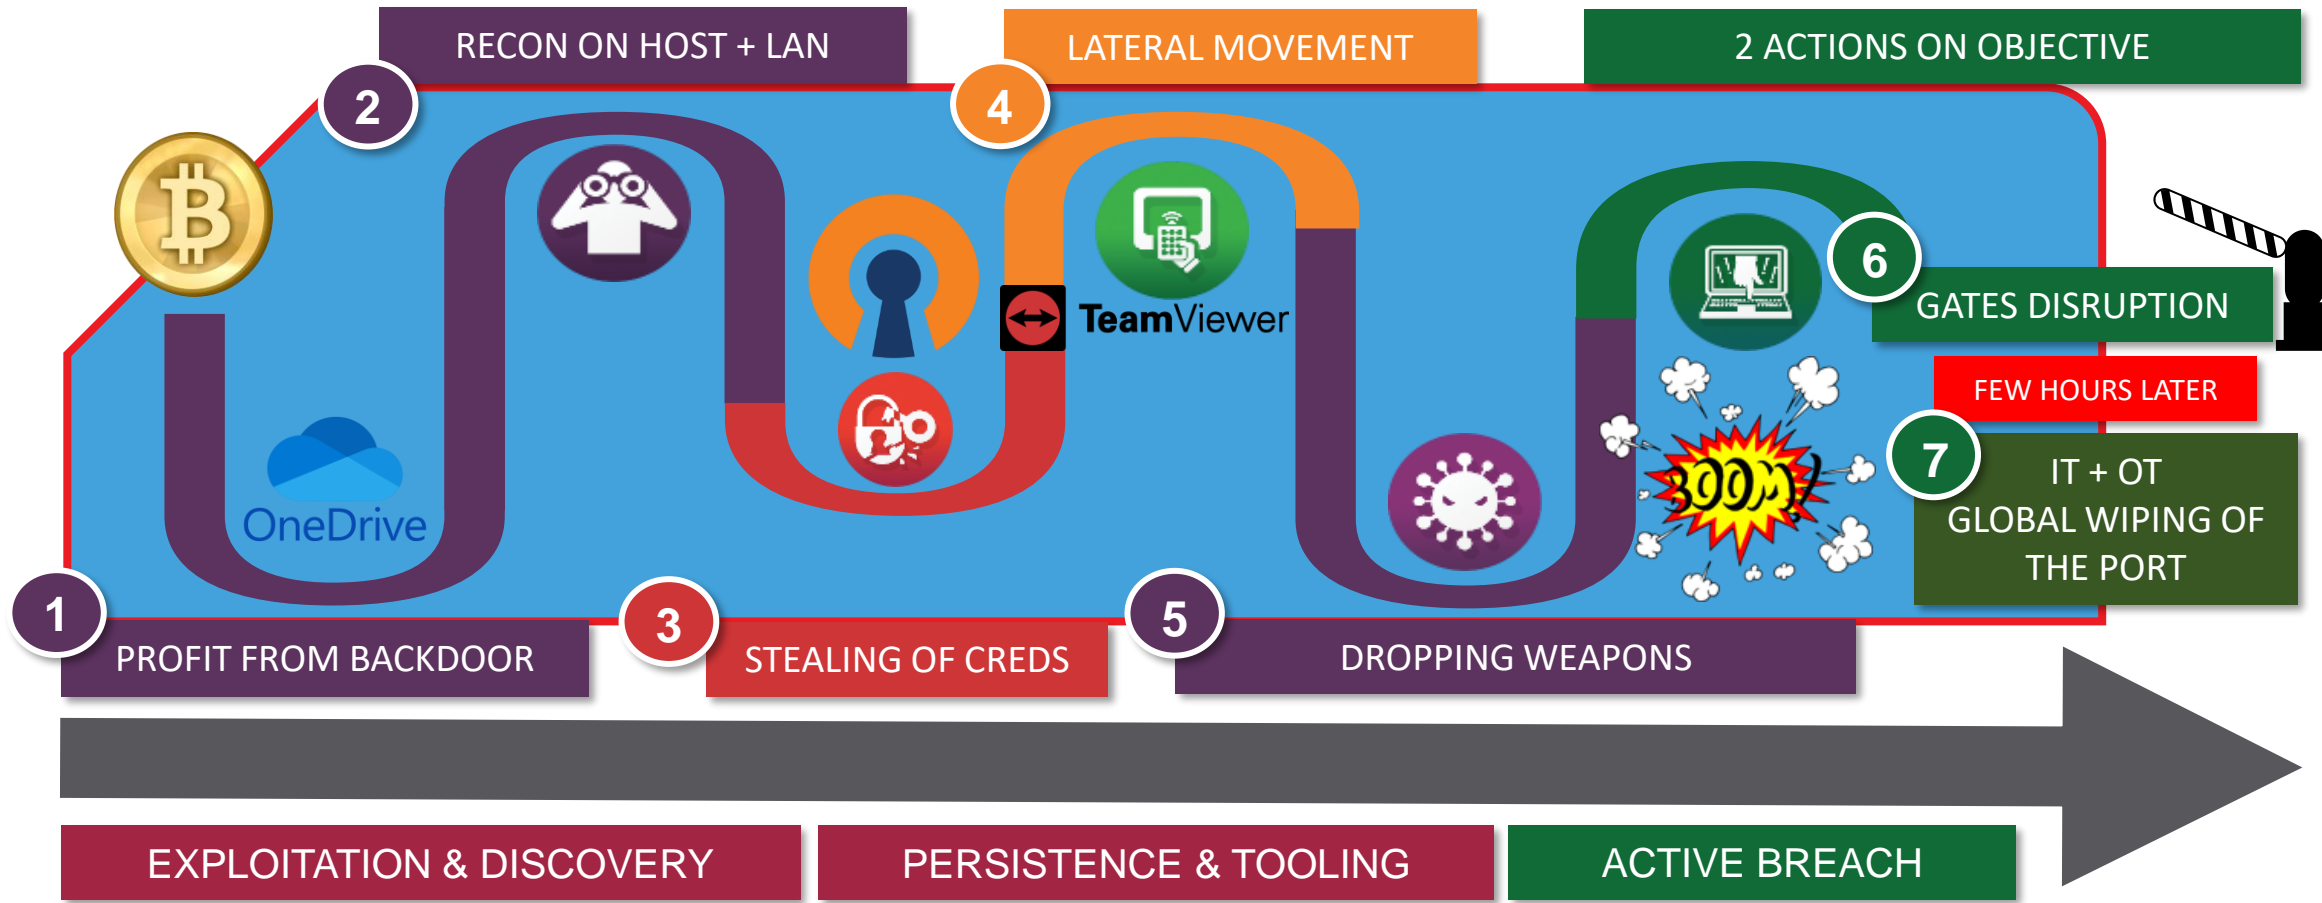 RECON ON HOST + LAN
LATERAL MOVEMENT
2 ACTIONS ON OBJECTIVE
2
4
6
GATES DISRUPTION
TeamViewer
FEW HOURS LATER
OneDrive
BOOM!
7
IT + OT
GLOBAL WIPING OF
THE PORT
1
PROFIT FROM BACKDOOR
3
STEALING OF CREDS
5
DROPPING WEAPONS
EXPLOITATION & DISCOVERY
PERSISTENCE & TOOLING
ACTIVE BREACH